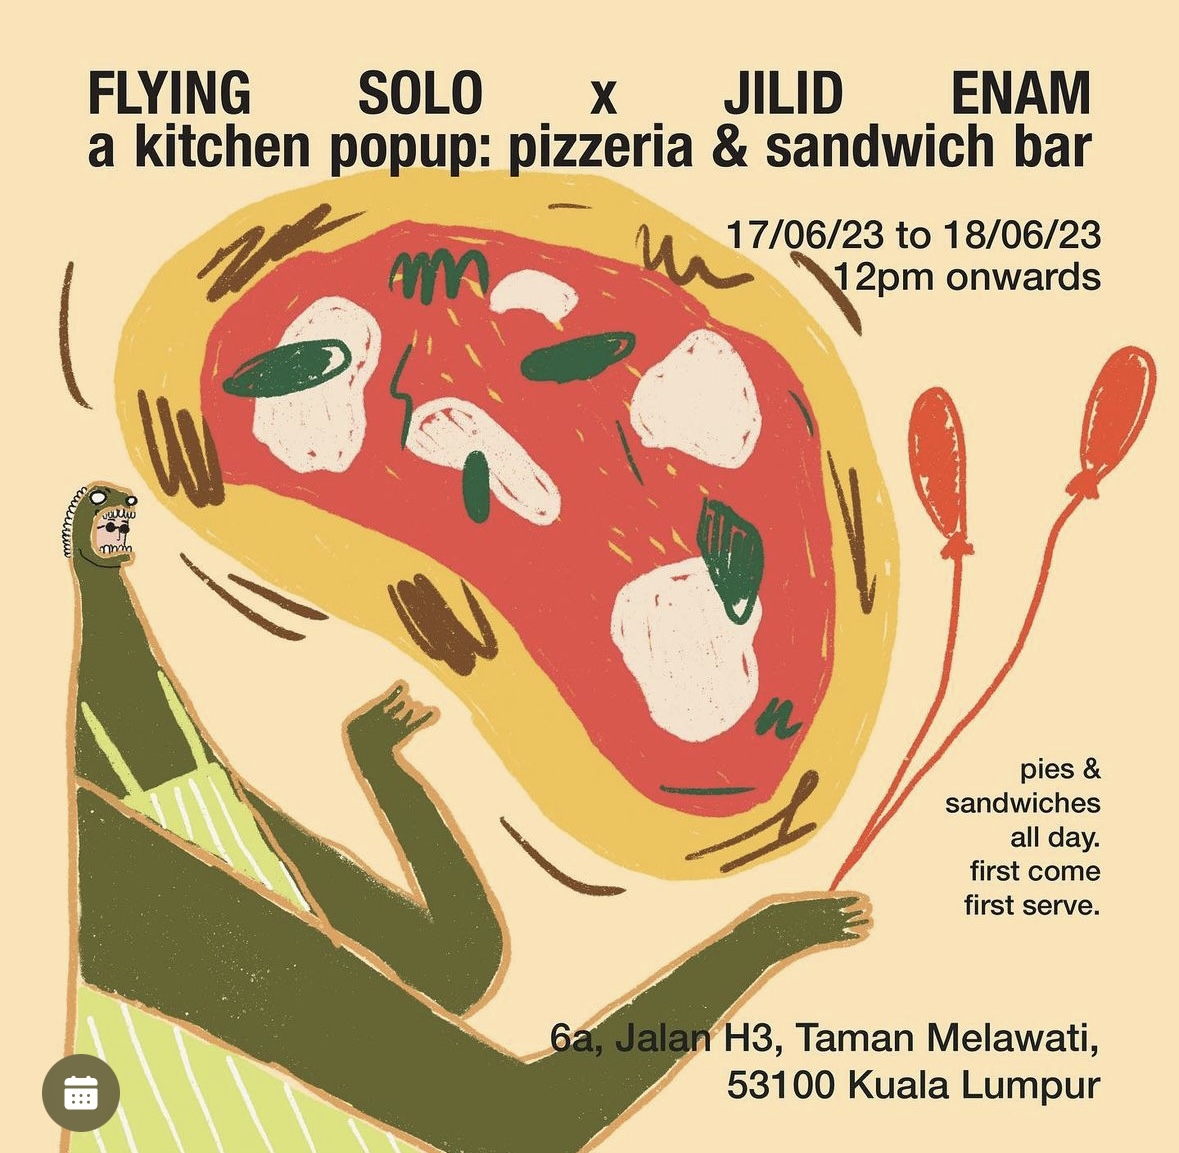 FLYING SOLO x JILID ENAM
a kitchen popup: pizzeria & sandwich bar
17/06/23 to 18/06/23
12pm onwards
pies &
sandwiches
all day.
first come
first serve.
6a, Jalan H3, Taman Melawati,
53100 Kuala Lumpur